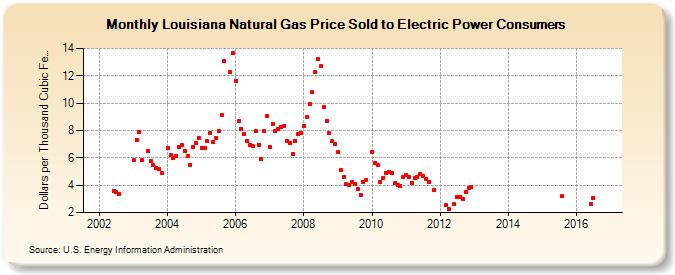 Monthly Louisiana Natural Gas Price Sold to Electric Power Consumers
Dollars per Thousand Cubic Fe...
14
12
10
8
6
4
2
2002 2004 2006 2008 2010 2012 2014 2016
Source: U.S. Energy Information Administration